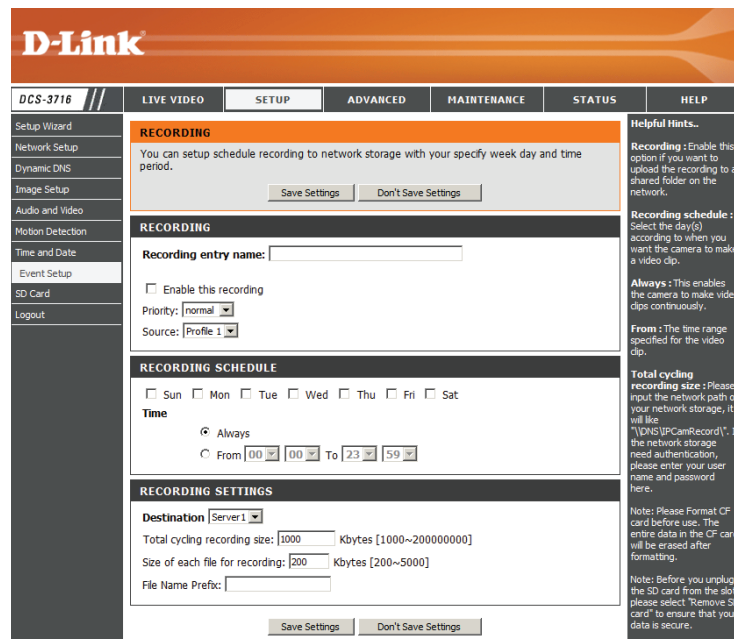 D-Link
DCS-3716
LIVE VIDEO
SETUP
ADVANCED
MAINTENANCE
STATUS
HELP
Setup Wizard
Network Setup
Dynamic DNS
Image Setup
Audio and Video
Motion Detection
Time and Date
Event Setup
SD Card
Logout
RECORDING
You can setup schedule recording to network storage with your specify week day and time
period.
Save Settings
Don't Save Settings
RECORDING
Recording entry name:
Enable this recording
Priority: normal
Source: Profile 1
RECORDING SCHEDULE
Sun Mon Tue Wed Thu Fri Sat
Time
Always
From 00 00 To 23 59
RECORDING SETTINGS
Destination Server1
Total cycling recording size: 1000 Kbytes [1000~200000000]
Size of each file for recording: 200 Kbytes [200~5000]
File Name Prefix:
Save Settings
Don't Save Settings
Helpful Hints..
Recording : Enable this
option if you want to
upload the recording to
shared folder on the
network.
Recording schedule :
Select the day(s)
according to when you
want the camera to
a video clip.
Always : This enables
the camera to make
clips continuously.
From : The time range
specified for the video
clip.
Total cycling
recording size : Please
input the network path
your network storage, it
will like
"\\DNS\IPCamRecord\".
the network storage
need authentication,
please enter your user
name and password
here.
Note: Please Format CF
card before use. The
entire data in the CF
will be erased after
formatting.
Note: Before you unplug
the SD card from the
please select "Remove
card" to ensure that
data is secure.